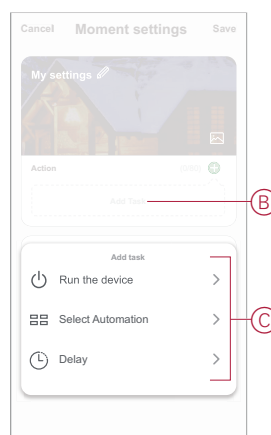 Cancel Moment settings Save
My settings
Action
Add Task
B
Add task
Run the device
Select Automation
C
Delay